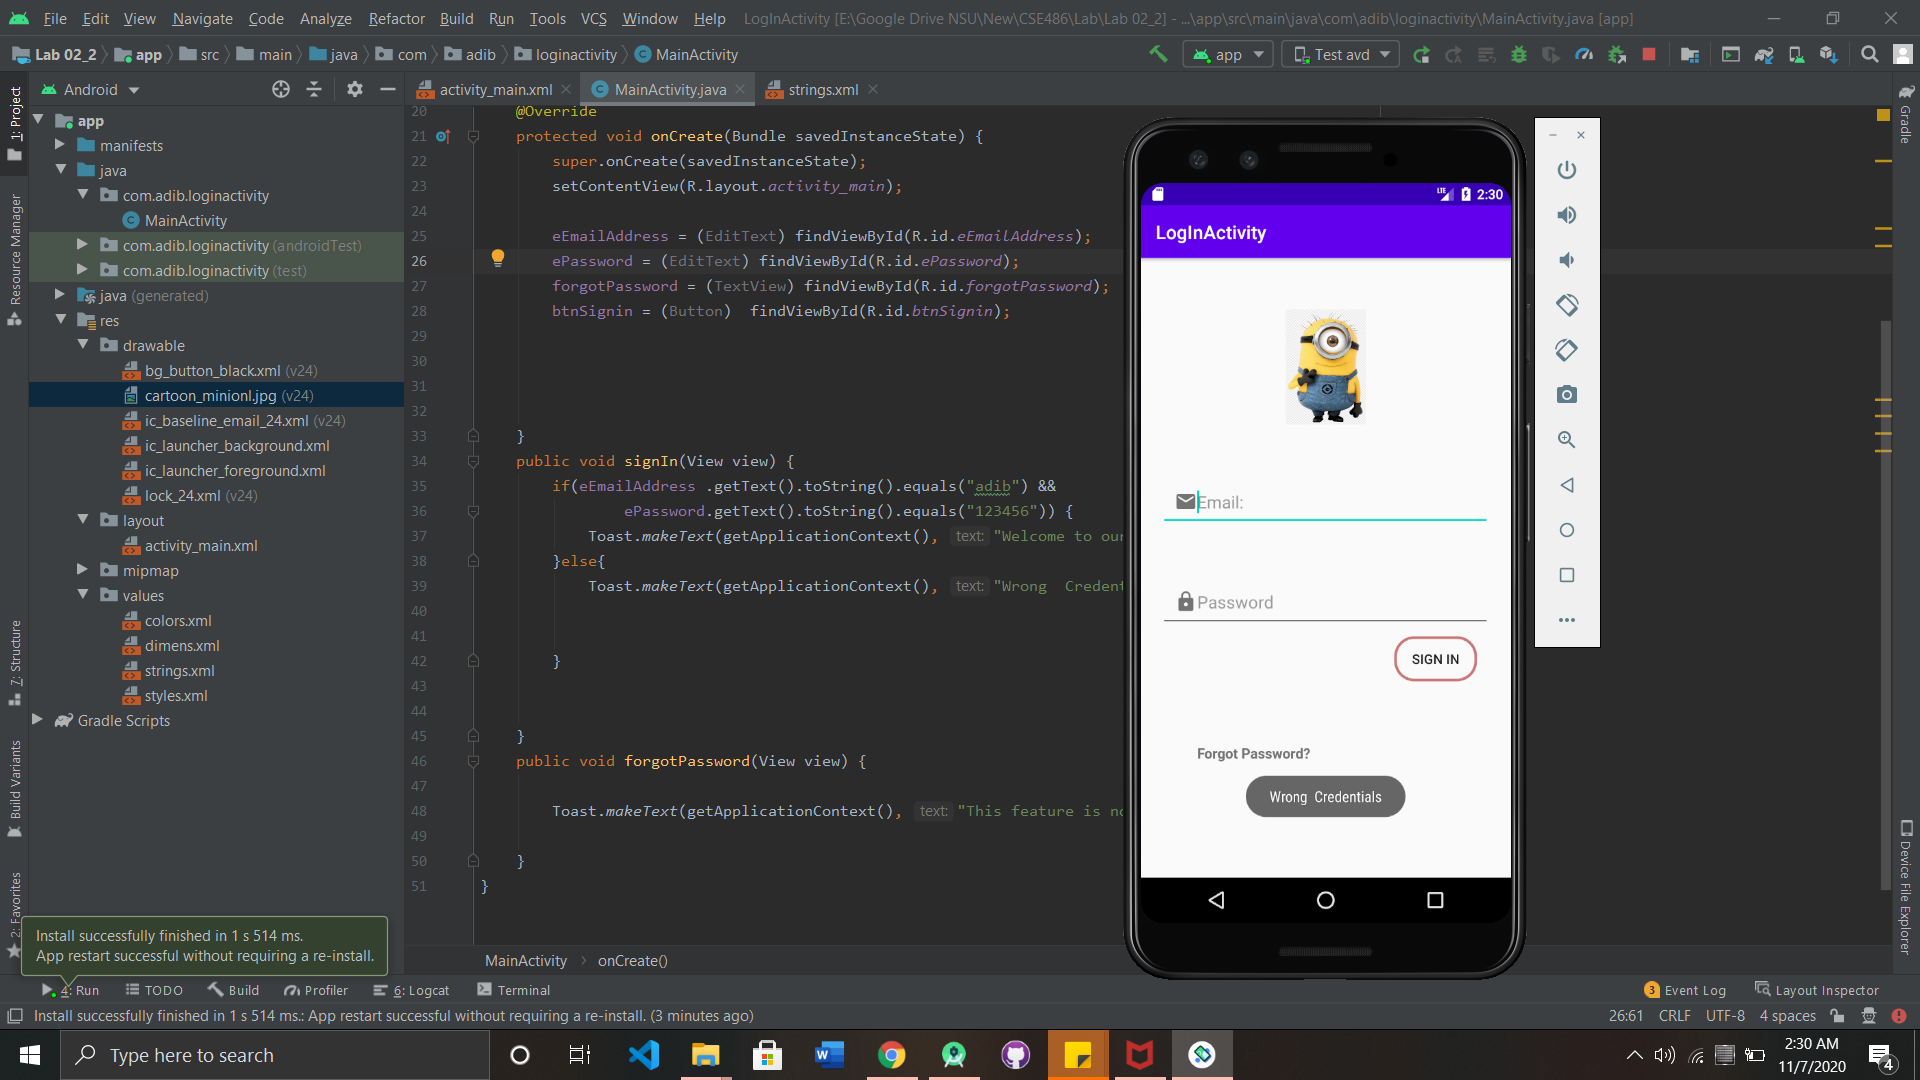 File Edit View Navigate Code Analyze Refactor Build Run Tools VCS Window Help LogInActivity [E:\Google Drive NSU\New\CSE486\Lab\Lab 02_2] - ...\app\src\main\java\com\adib\loginactivity\MainActivity.java [app]
Lab 02_2 app src main java com adib loginactivity MainActivity app Test avd
Android activity_main.xml MainActivity.java strings.xml
1: Project
Resource Manager
7: Structure
Build Variants
2: Favorites
app
manifests
java
com.adib.loginactivity
MainActivity
com.adib.loginactivity (androidTest)
com.adib.loginactivity (test)
java (generated)
res
drawable
bg_button_black.xml (v24)
cartoon_minionl.jpg (v24)
ic_baseline_email_24.xml (v24)
ic_launcher_background.xml
ic_launcher_foreground.xml
lock_24.xml (v24)
layout
activity_main.xml
mipmap
values
colors.xml
dimens.xml
strings.xml
styles.xml
Gradle Scripts
20 @Override
21 protected void onCreate(Bundle savedInstanceState) {
22 super.onCreate(savedInstanceState);
23 setContentView(R.layout.activity_main);
24
25 eEmailAddress = (EditText) findViewById(R.id.eEmailAddress);
26 ePassword = (EditText) findViewById(R.id.ePassword);
27 forgotPassword = (TextView) findViewById(R.id.forgotPassword);
28 btnSignin = (Button)  findViewById(R.id.btnSignin);
29
30
31
32
33 }
34 public void signIn(View view) {
35 if(eEmailAddress .getText().toString().equals("adib") &&
36 ePassword.getText().toString().equals("123456")) {
37 Toast.makeText(getApplicationContext(), text: "Welcome to our
38 }else{
39 Toast.makeText(getApplicationContext(), text: "Wrong  Credent
40
41
42 }
43
44
45 }
46 public void forgotPassword(View view) {
47
48 Toast.makeText(getApplicationContext(), text: "This feature is no
49
50 }
51 }
MainActivity onCreate()
LTE 2:30
LogInActivity
Email:
Password
SIGN IN
Forgot Password?
Wrong  Credentials
Gradle
Device File Explorer
Install successfully finished in 1 s 514 ms.
App restart successful without requiring a re-install.
4: Run TODO Build Profiler 6: Logcat Terminal 3 Event Log Layout Inspector
Install successfully finished in 1 s 514 ms.: App restart successful without requiring a re-install. (3 minutes ago) 26:61 CRLF UTF-8 4 spaces
Type here to search
2:30 AM
11/7/2020
4